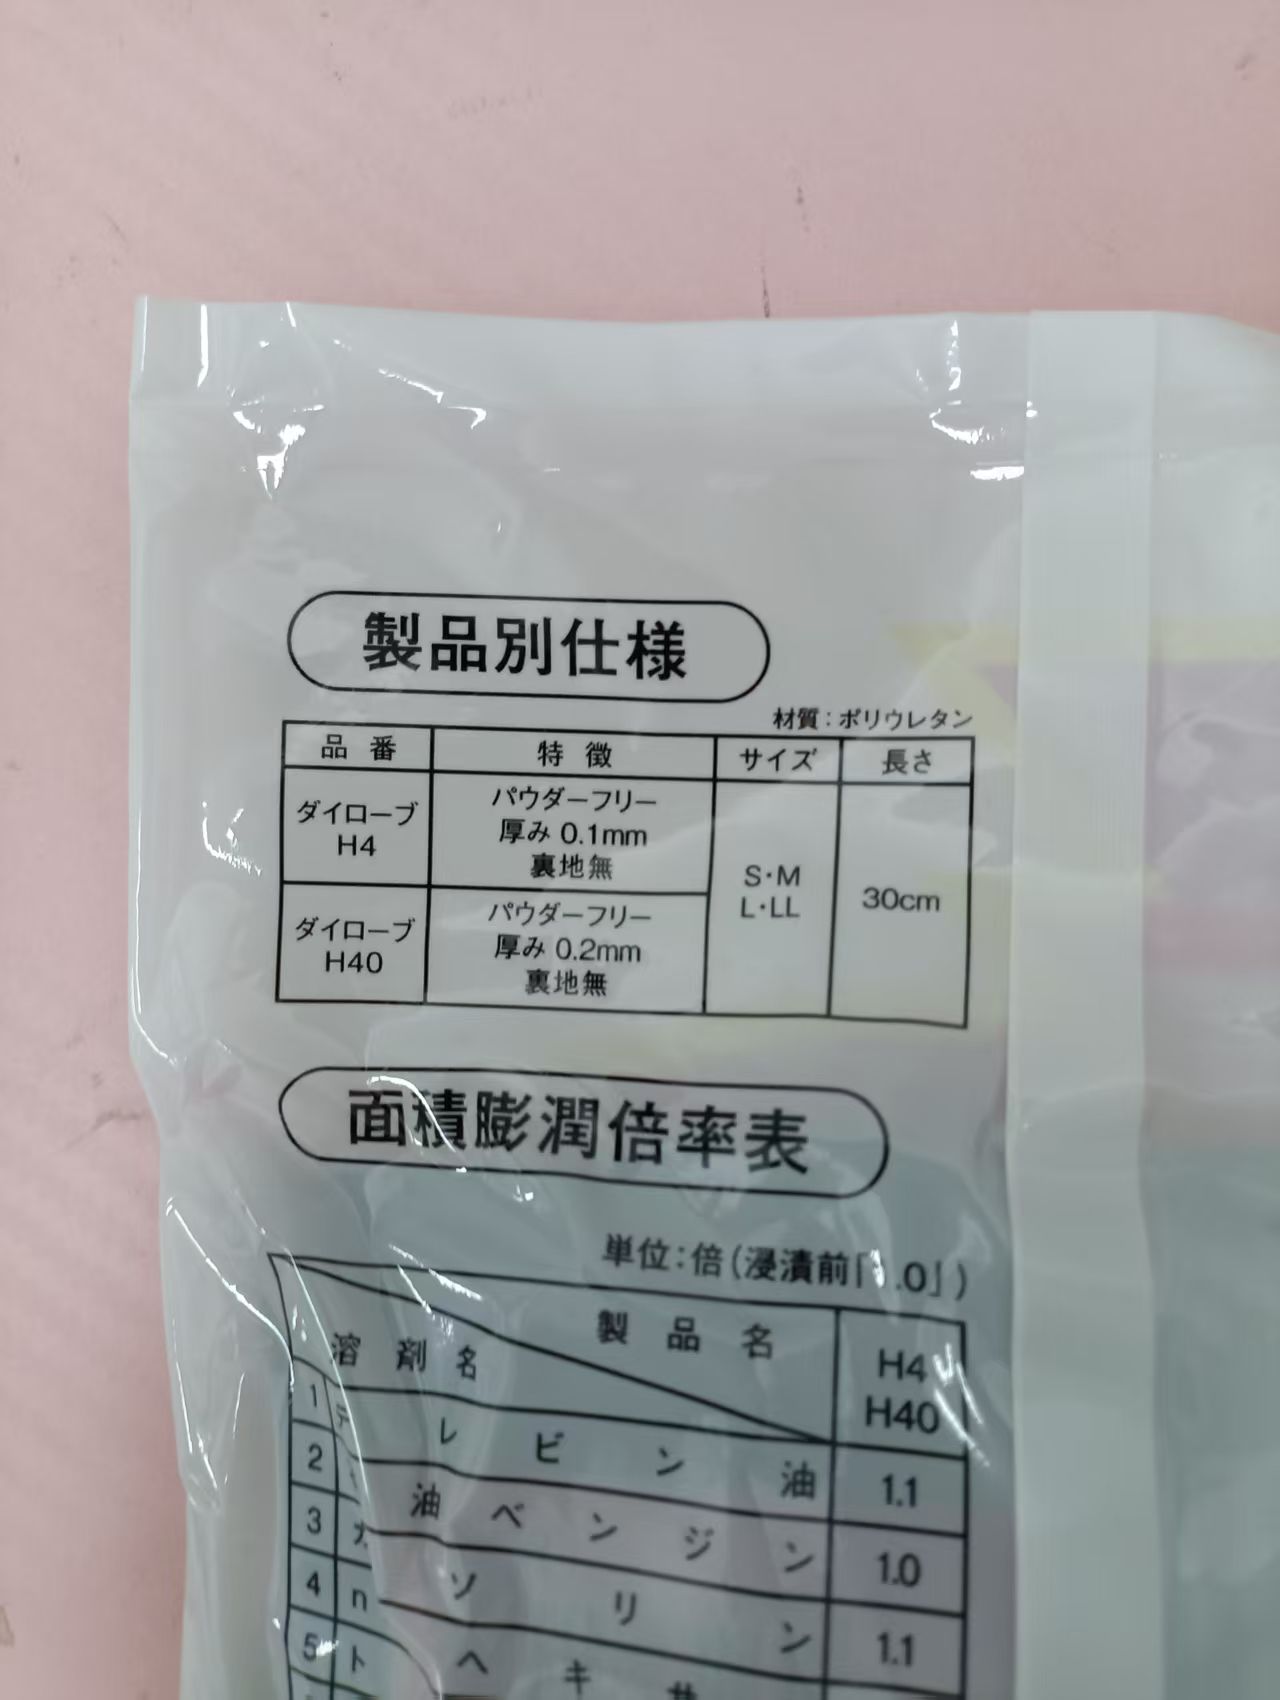 製品別仕様
材質：ポリウレタン
品番 特徴 サイズ 長さ
ダイローブ
H4
パウダーフリー
厚み 0.1mm
裏地無
ダイローブ
H40
パウダーフリー
厚み 0.2mm
裏地無
S・M
L・LL
30cm
面積膨潤倍率表
単位：倍（浸漬前「1.0」）
溶剤名 製品名 H4
H40
1 テレビン油 1.1
2 油ベンジン 1.0
3 ガソリン 1.1
4 n ヘキサ
5 ト